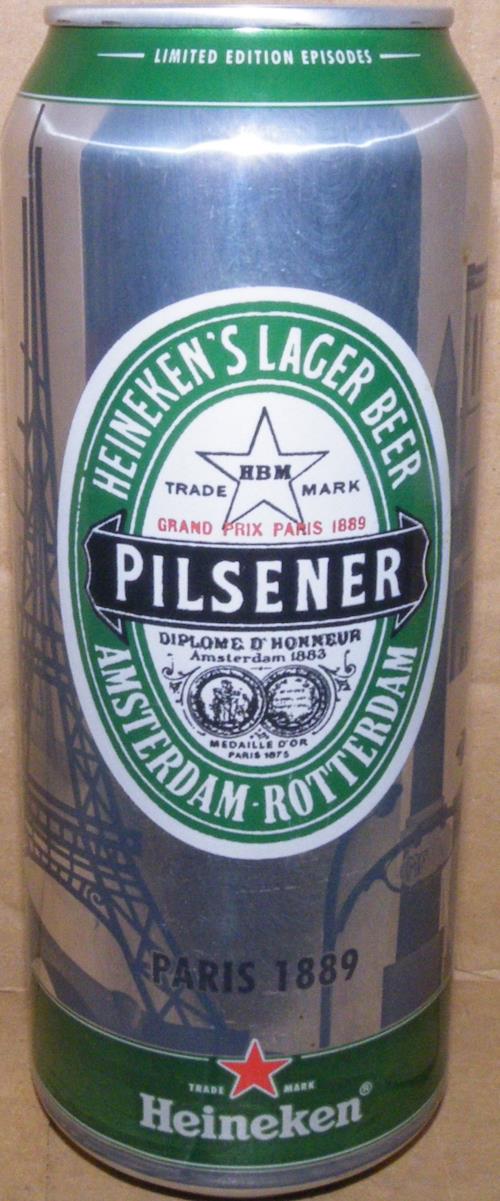 LIMITED EDITION EPISODES
HEINEKEN'S LAGER BEER
HBM
TRADE MARK
GRAND PRIX PARIS 1889
PILSENER
DIPLOME D'HONNEUR
Amsterdam 1883
MEDAILLE D'OR
PARIS 1875
AMSTERDAM-ROTTERDAM
PARIS 1889
TRADE MARK
Heineken®